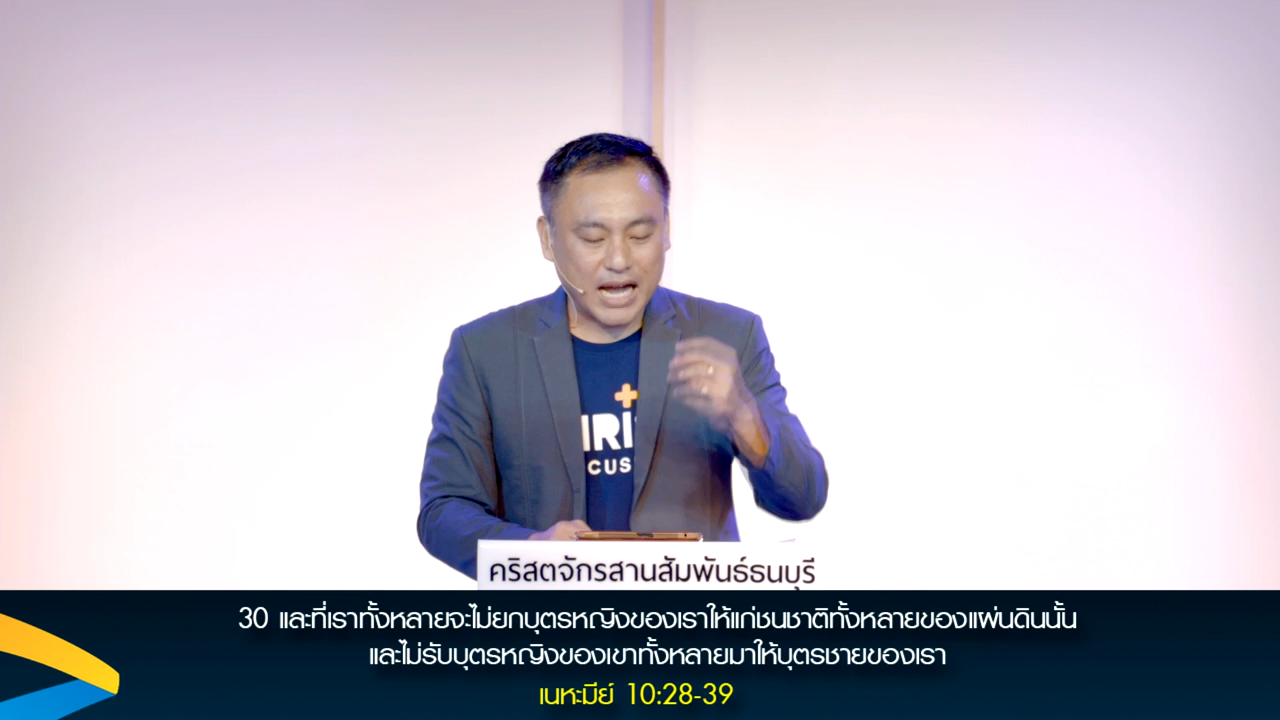 +
IRi
CUS
คริสตจักรสานสัมพันธ์ธนบุรี
30 และที่เราทั้งหลายจะไม่ยกบุตรหญิงของเราให้แก่ชนชาติทั้งหลายของแผ่นดินนั้น
และไม่รับบุตรหญิงของเขาทั้งหลายมาให้บุตรชายของเรา
เนหะมีย์ 10:28-39